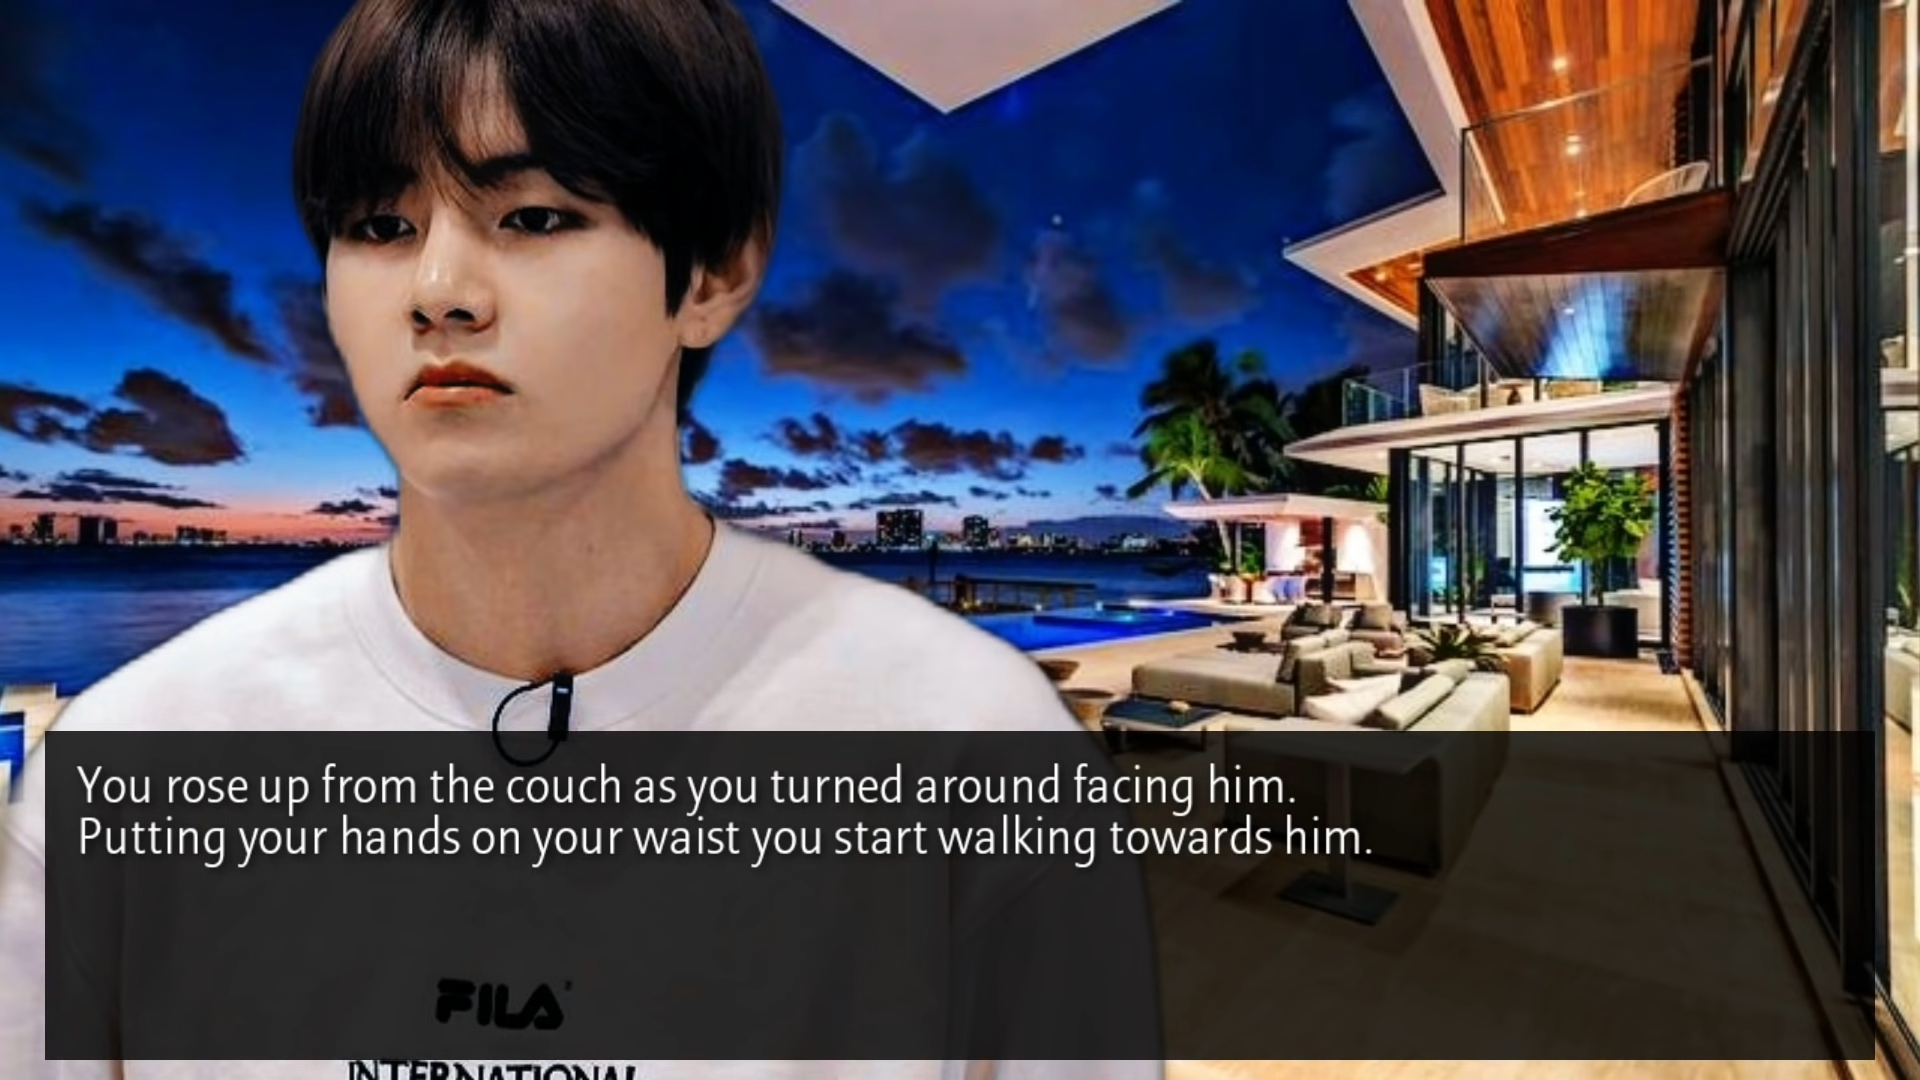 You rose up from the couch as you turned around facing him.
Putting your hands on your waist you start walking towards him.
FILA
INTERNATIONAL